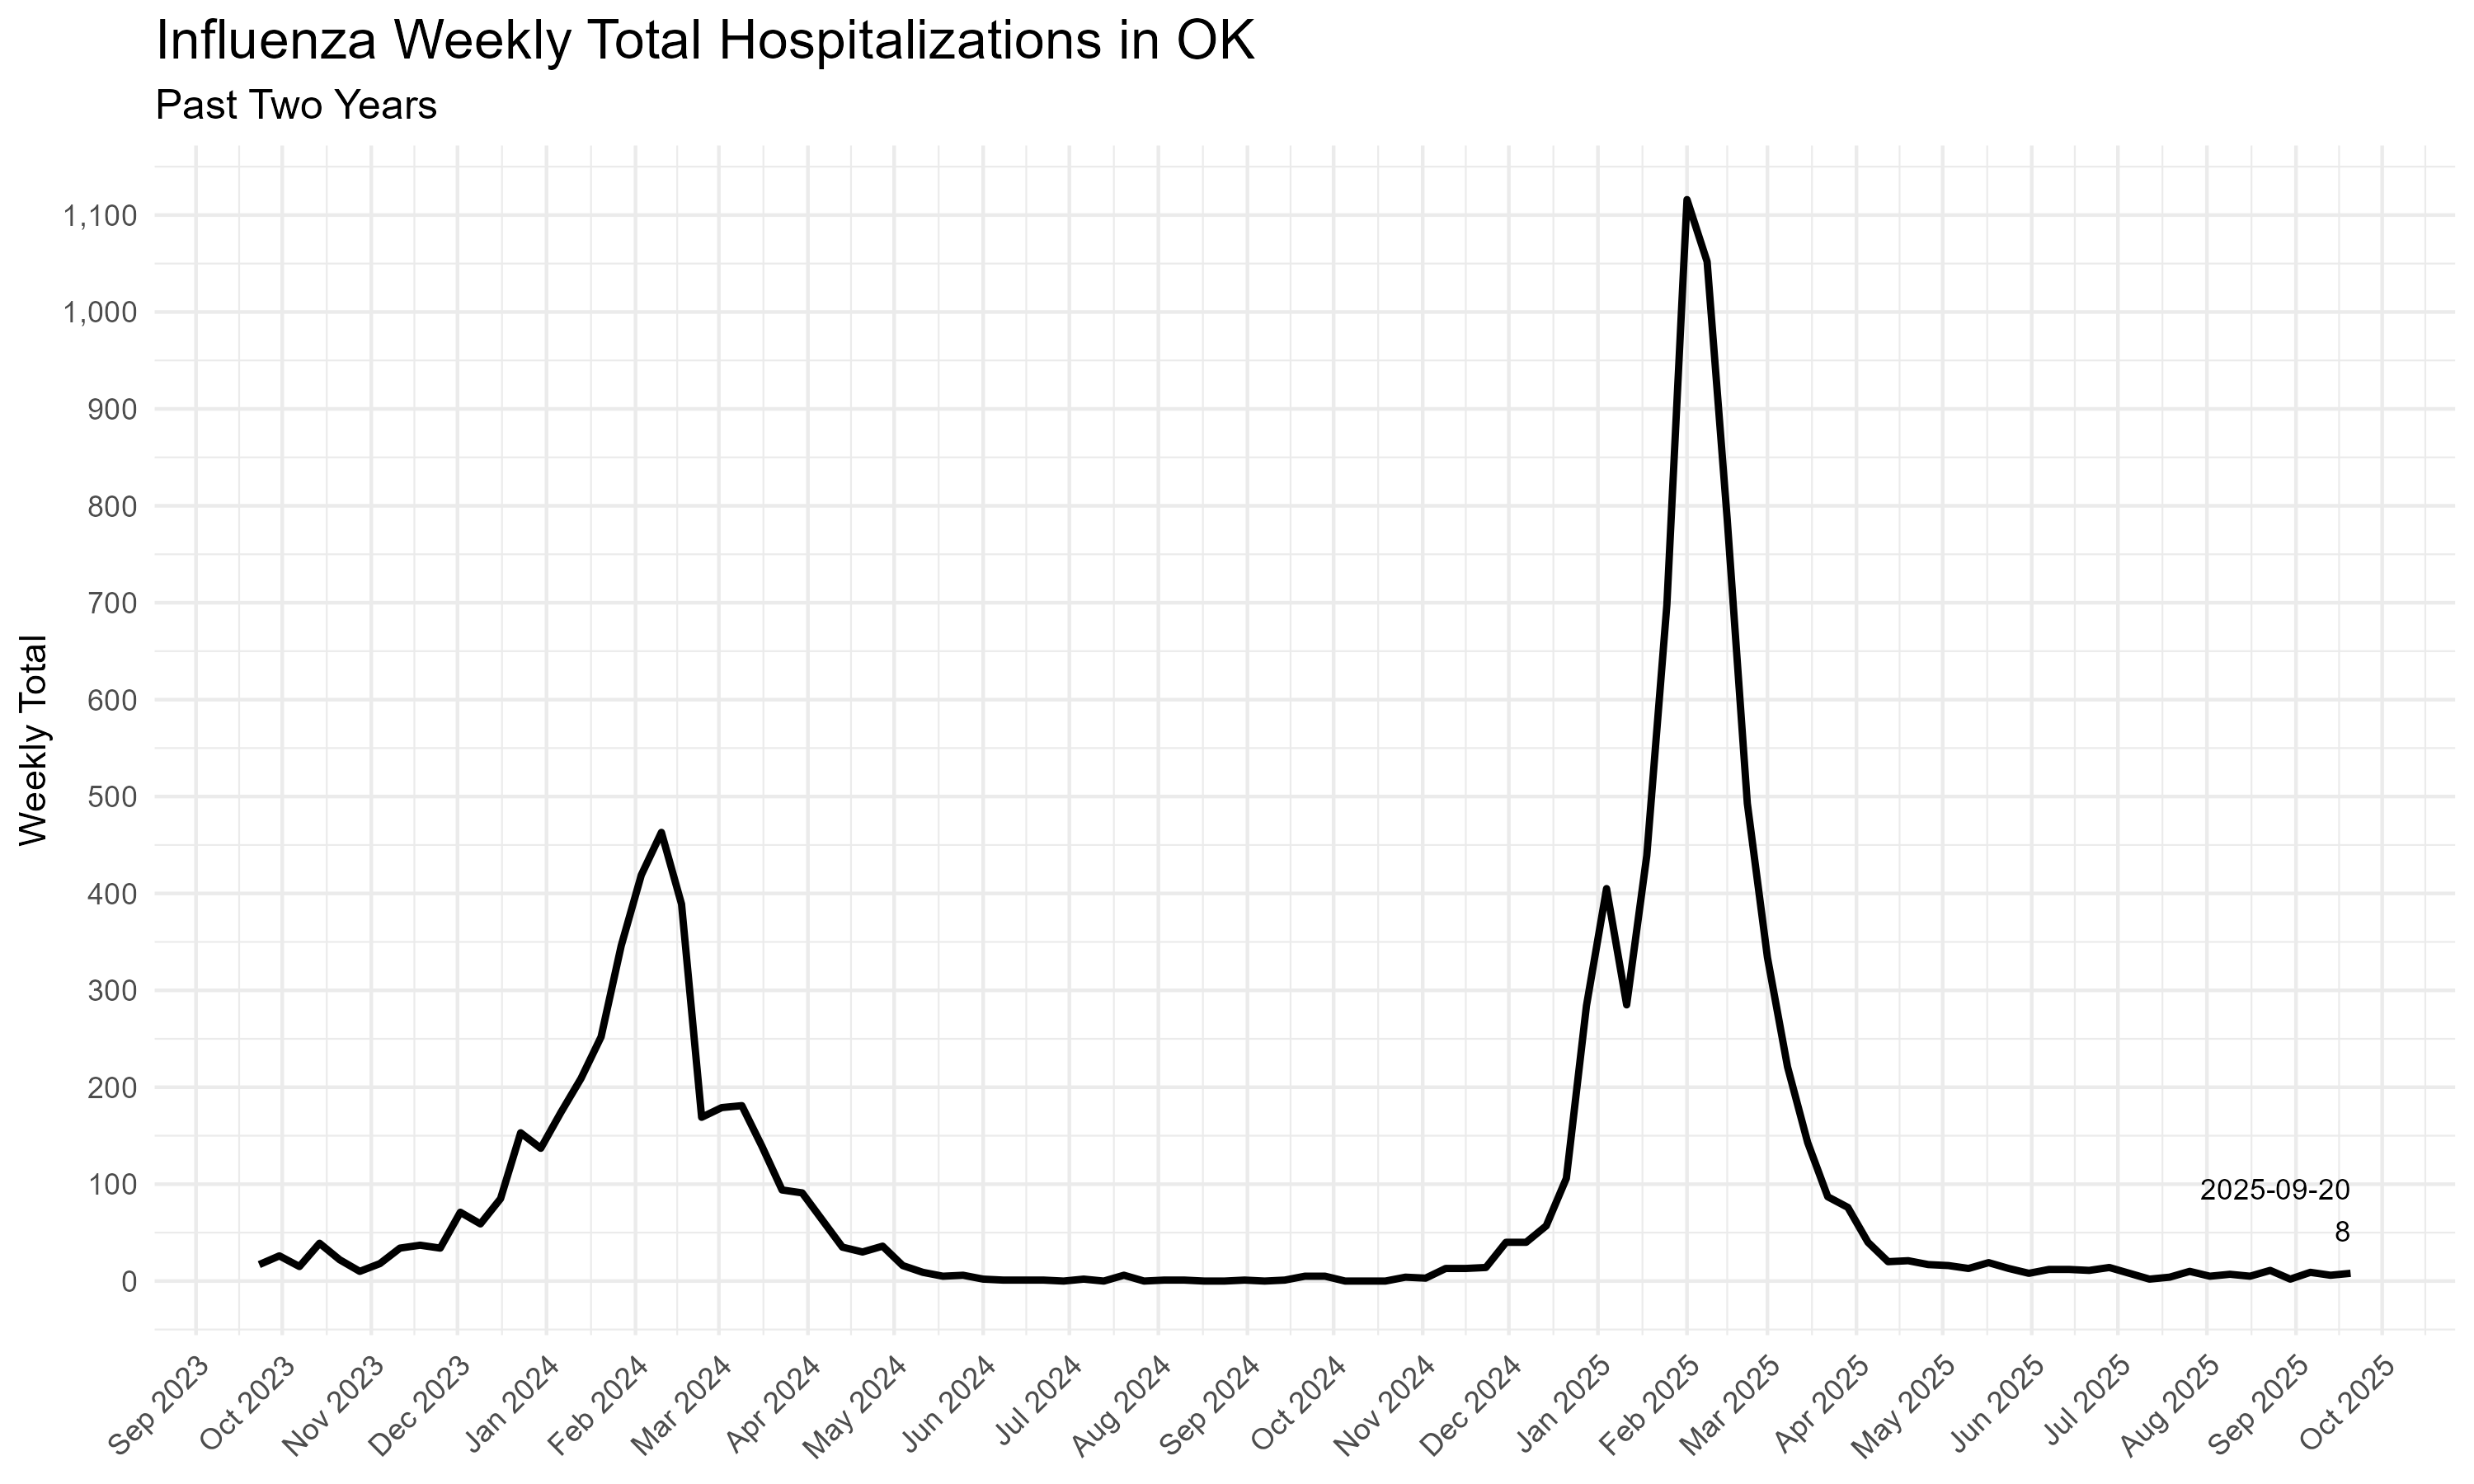 Influenza Weekly Total Hospitalizations in OK
Past Two Years
Weekly Total
1,100
1,000
900
800
700
600
500
400
300
200
100
0
2025-09-20
8
Sep 2023
Oct 2023
Nov 2023
Dec 2023
Jan 2024
Feb 2024
Mar 2024
Apr 2024
May 2024
Jun 2024
Jul 2024
Aug 2024
Sep 2024
Oct 2024
Nov 2024
Dec 2024
Jan 2025
Feb 2025
Mar 2025
Apr 2025
May 2025
Jun 2025
Jul 2025
Aug 2025
Sep 2025
Oct 2025